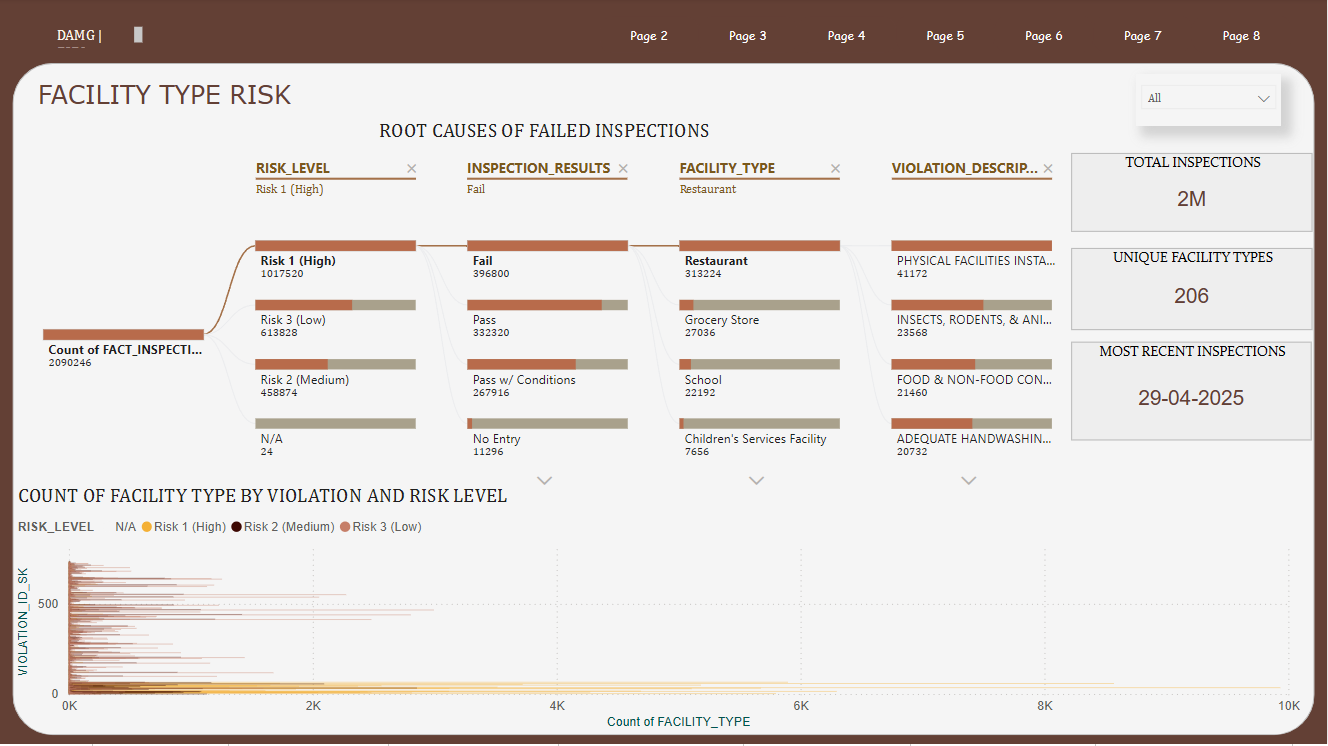 DAMG |
Page 2 Page 3 Page 4 Page 5 Page 6 Page 7 Page 8
FACILITY TYPE RISK
All
ROOT CAUSES OF FAILED INSPECTIONS
RISK_LEVEL
Risk 1 (High)
INSPECTION_RESULTS
Fail
FACILITY_TYPE
Restaurant
VIOLATION_DESCRIP...
Count of FACT_INSPECTI...
2090246
Risk 1 (High)
1017520
Risk 3 (Low)
613828
Risk 2 (Medium)
458874
N/A
24
Fail
396800
Pass
332320
Pass w/ Conditions
267916
No Entry
11296
Restaurant
313224
Grocery Store
27036
School
22192
Children's Services Facility
7656
PHYSICAL FACILITIES INSTA...
41172
INSECTS, RODENTS, & ANI...
23568
FOOD & NON-FOOD CON...
21460
ADEQUATE HANDWASHIN...
20732
TOTAL INSPECTIONS
2M
UNIQUE FACILITY TYPES
206
MOST RECENT INSPECTIONS
29-04-2025
COUNT OF FACILITY TYPE BY VIOLATION AND RISK LEVEL
RISK_LEVEL N/A Risk 1 (High) Risk 2 (Medium) Risk 3 (Low)
VIOLATION_ID_SK
500
0
0K 2K 4K 6K 8K 10K
Count of FACILITY_TYPE